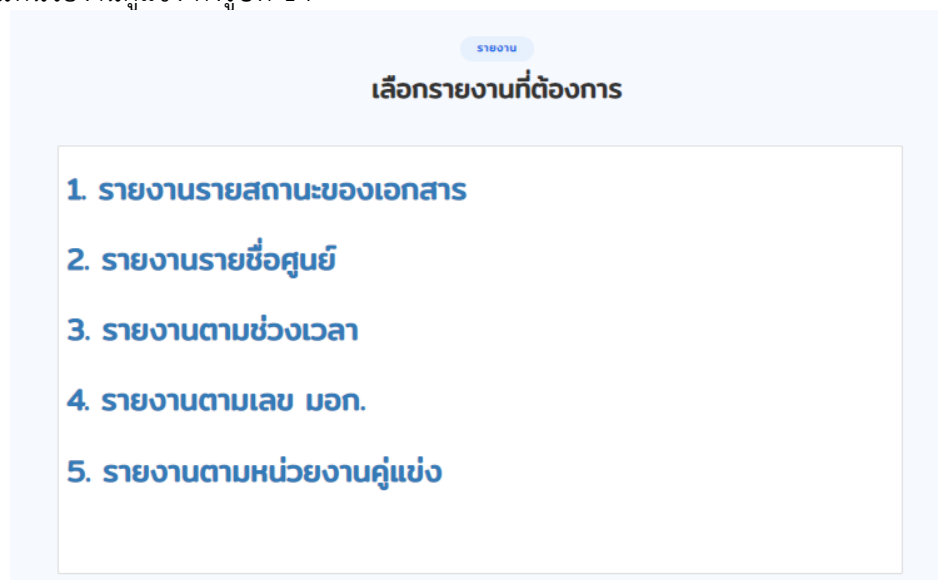 รายงาน
เลือกรายงานที่ต้องการ
1. รายงานรายสถานะของเอกสาร
2. รายงานรายชื่อศูนย์
3. รายงานตามช่วงเวลา
4. รายงานตามเลข มอก.
5. รายงานตามหน่วยงานคู่แข่ง